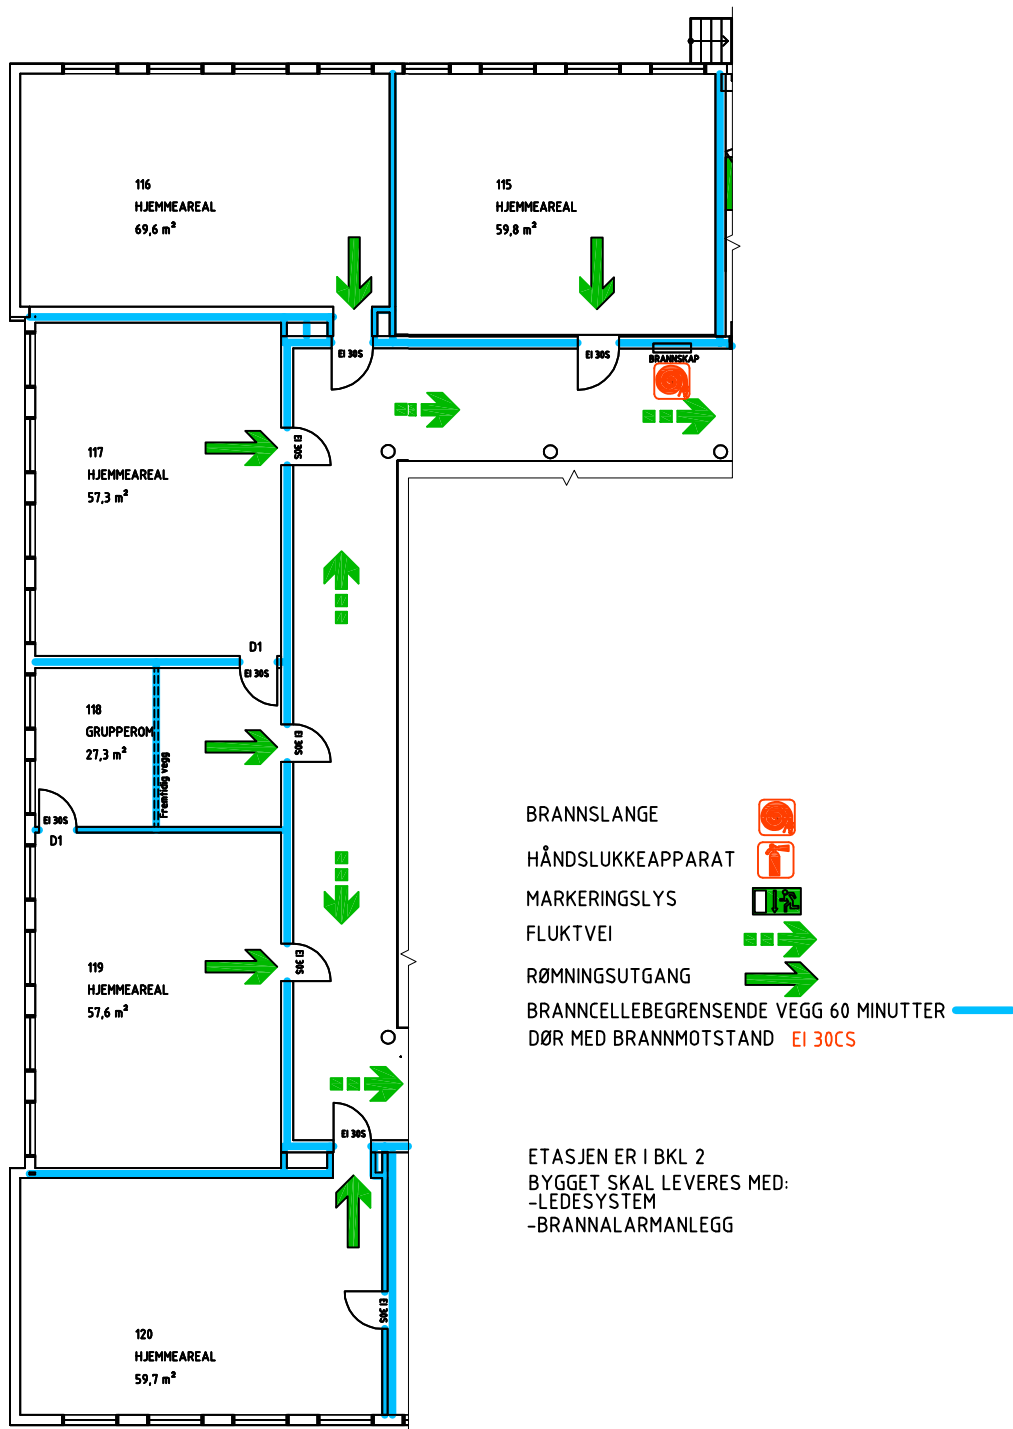 116
HJEMMEAREAL
69,6 m²
115
HJEMMEAREAL
59,8 m²
EI 30S
EI 30S
BRANNSKAP
117
HJEMMEAREAL
57,3 m²
EI 30S
D1
EI 30S
118
GRUPPEROM
27,3 m²
Fremtidig vegg
EI 30S
EI 30S
D1
119
HJEMMEAREAL
57,6 m²
EI 30S
EI 30S
120
HJEMMEAREAL
59,7 m²
EI 30S
BRANNSLANGE
HÅNDSLUKKEAPPARAT
MARKERINGSLYS
FLUKTVEI
RØMNINGSUTGANG
BRANNCELLEBEGRENSENDE VEGG 60 MINUTTER
DØR MED BRANNMOTSTAND EI 30CS
ETASJEN ER I BKL 2
BYGGET SKAL LEVERES MED:
-LEDESYSTEM
-BRANNALARMANLEGG